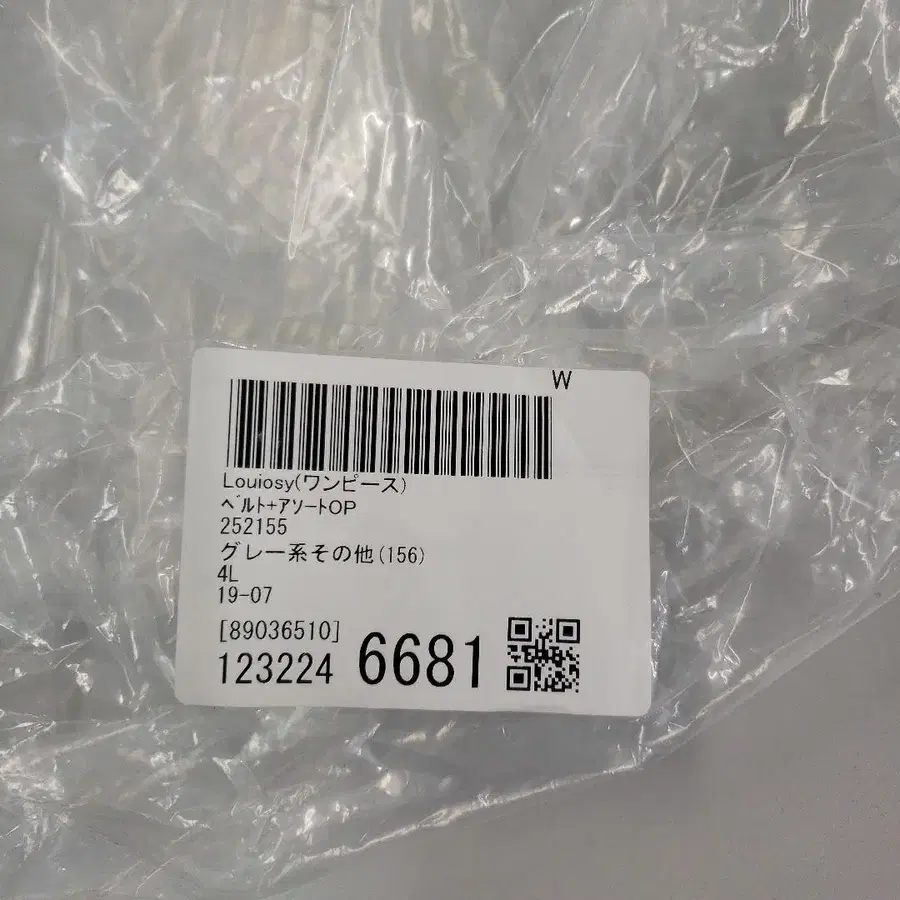 W
Louiosy(ワンピース)
ﾍﾞﾙﾄ+ｱｿｰﾄOP
252155
グレー系その他(156)
4L
19-07
[89036510]
123224 6681